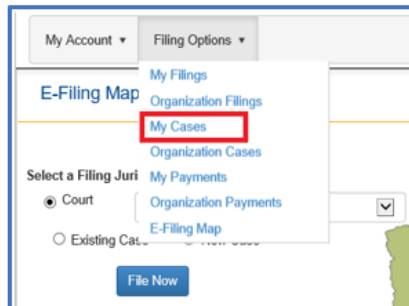 My Account ▾ Filing Options ▾
My Filings
E-Filing Map
Organization Filings
My Cases
Organization Cases
Select a Filing Juri
My Payments
Court
Organization Payments
E-Filing Map
Existing Case
File Now